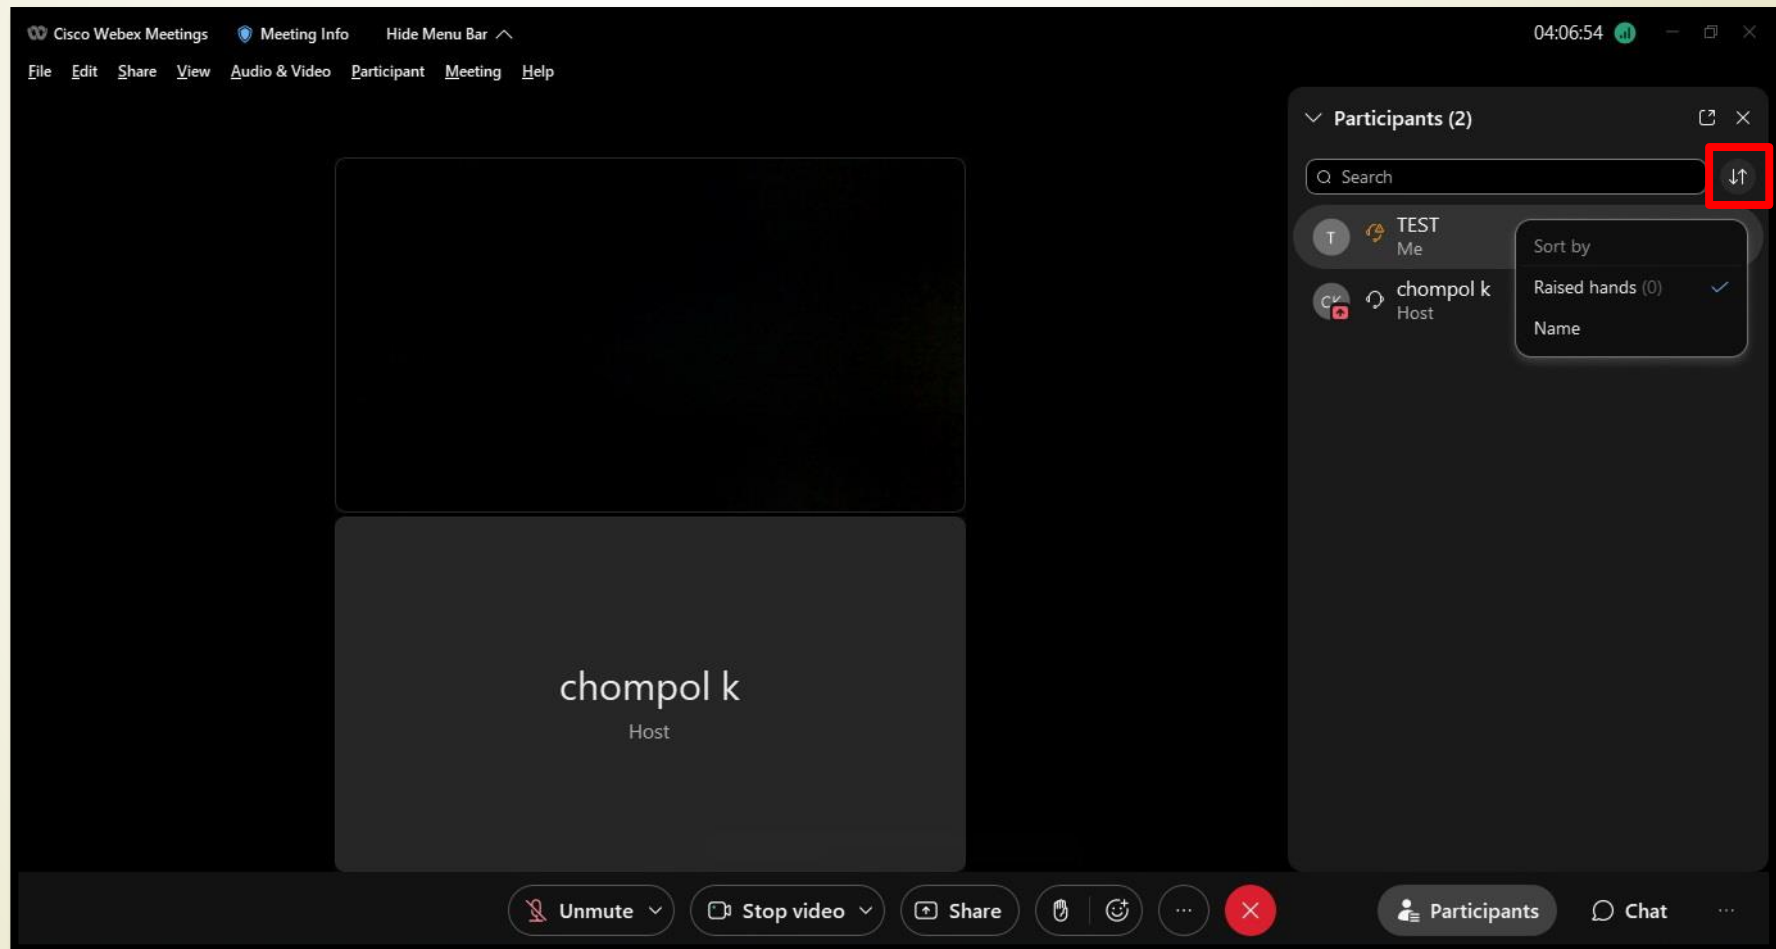 Cisco Webex Meetings Meeting Info Hide Menu Bar 04:06:54
File Edit Share View Audio & Video Participant Meeting Help
Participants (2)
Search
T TEST
Me
CK chompol k
Host
Sort by
Raised hands (0)
Name
chompol k
Host
Unmute Stop video Share Participants Chat